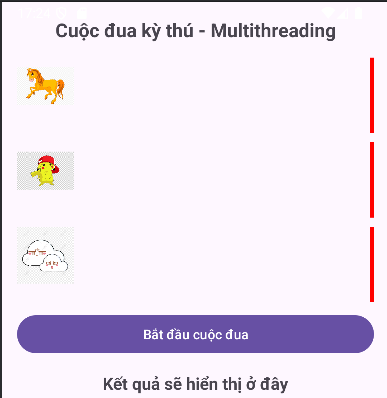 Cuộc đua kỳ thú - Multithreading
Bắt đầu cuộc đua
Kết quả sẽ hiển thị ở đây